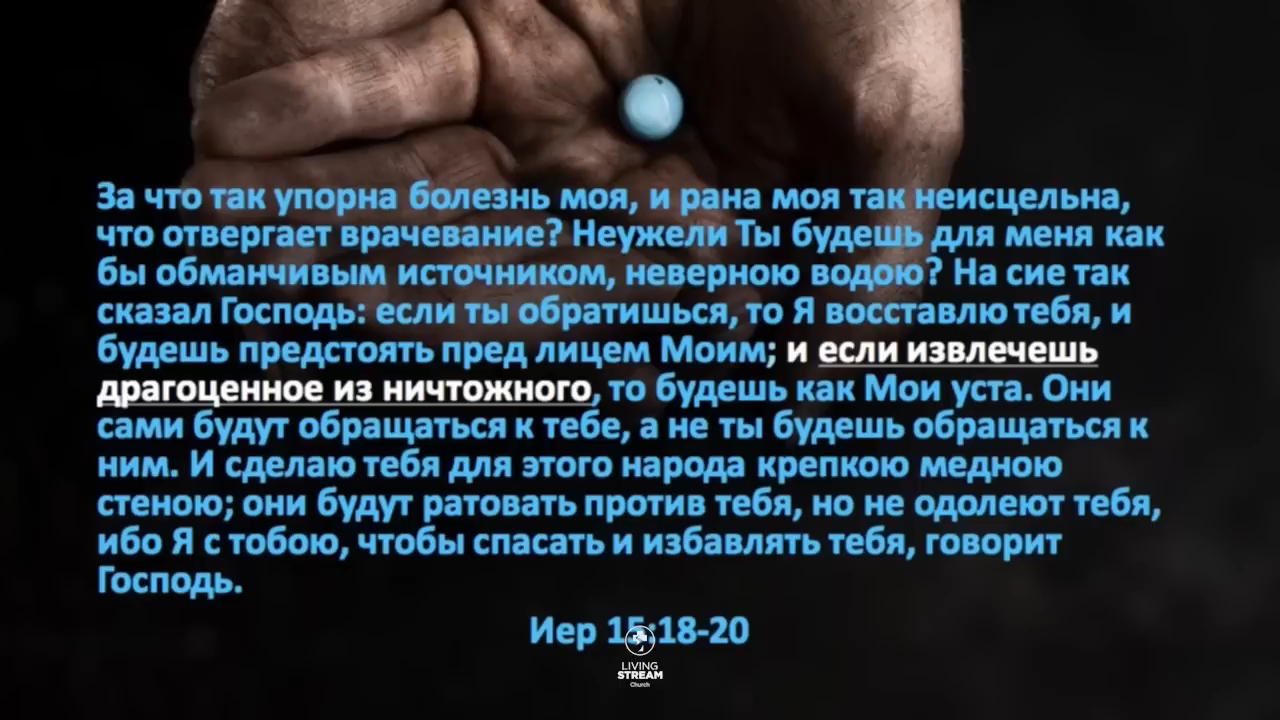 За что так упорна болезнь моя, и рана моя так неисцельна,
что отвергает врачевание? Неужели Ты будешь для меня как
бы обманчивым источником, неверною водою? На сие так
сказал Господь: если ты обратишься, то Я восставлю тебя, и
будешь предстоять пред лицем Моим; и если извлечешь
драгоценное из ничтожного, то будешь как Мои уста. Они
сами будут обращаться к тебе, а не ты будешь обращаться к
ним. И сделаю тебя для этого народа крепкою медною
стеною; они будут ратовать против тебя, но не одолеют тебя,
ибо Я с тобою, чтобы спасать и избавлять тебя, говорит
Господь.
Иер 15:18-20
LIVING
STREAM
Church